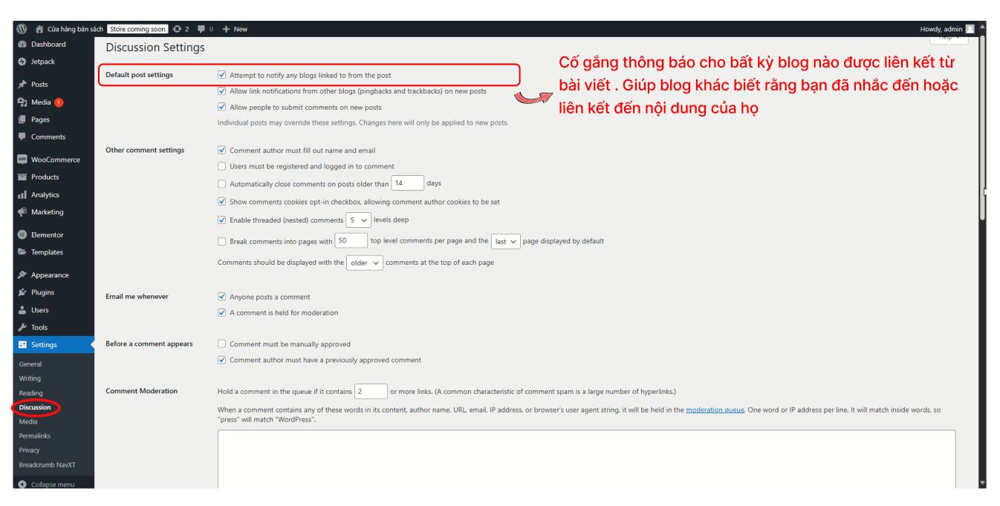 Cửa hàng bán sách Store coming soon 2 0 + New Howdy, admin
Help
Dashboard
Jetpack
Posts
Media 1
Pages
Comments
WooCommerce
Products
Analytics
Marketing
Elementor
Templates
Appearance
Plugins
Users
Tools
Settings
General
Writing
Reading
Discussion
Media
Permalinks
Privacy
Breadcrumb NavXT
Collapse menu
Discussion Settings
Default post settings
Attempt to notify any blogs linked to from the post
Allow link notifications from other blogs (pingbacks and trackbacks) on new posts
Allow people to submit comments on new posts
Individual posts may override these settings. Changes here will only be applied to new posts.
Cố gắng thông báo cho bất kỳ blog nào được liên kết từ
bài viết . Giúp blog khác biết rằng bạn đã nhắc đến hoặc
liên kết đến nội dung của họ
Other comment settings
Comment author must fill out name and email
Users must be registered and logged in to comment
Automatically close comments on posts older than 14 days
Show comments cookies opt-in checkbox, allowing comment author cookies to be set
Enable threaded (nested) comments 5 levels deep
Break comments into pages with 50 top level comments per page and the last page displayed by default
Comments should be displayed with the older comments at the top of each page
Email me whenever
Anyone posts a comment
A comment is held for moderation
Before a comment appears
Comment must be manually approved
Comment author must have a previously approved comment
Comment Moderation
Hold a comment in the queue if it contains 2 or more links. (A common characteristic of comment spam is a large number of hyperlinks.)
When a comment contains any of these words in its content, author name, URL, email, IP address, or browser's user agent string, it will be held in the moderation queue. One word or IP address per line. It will match inside words, so
"press" will match "WordPress".